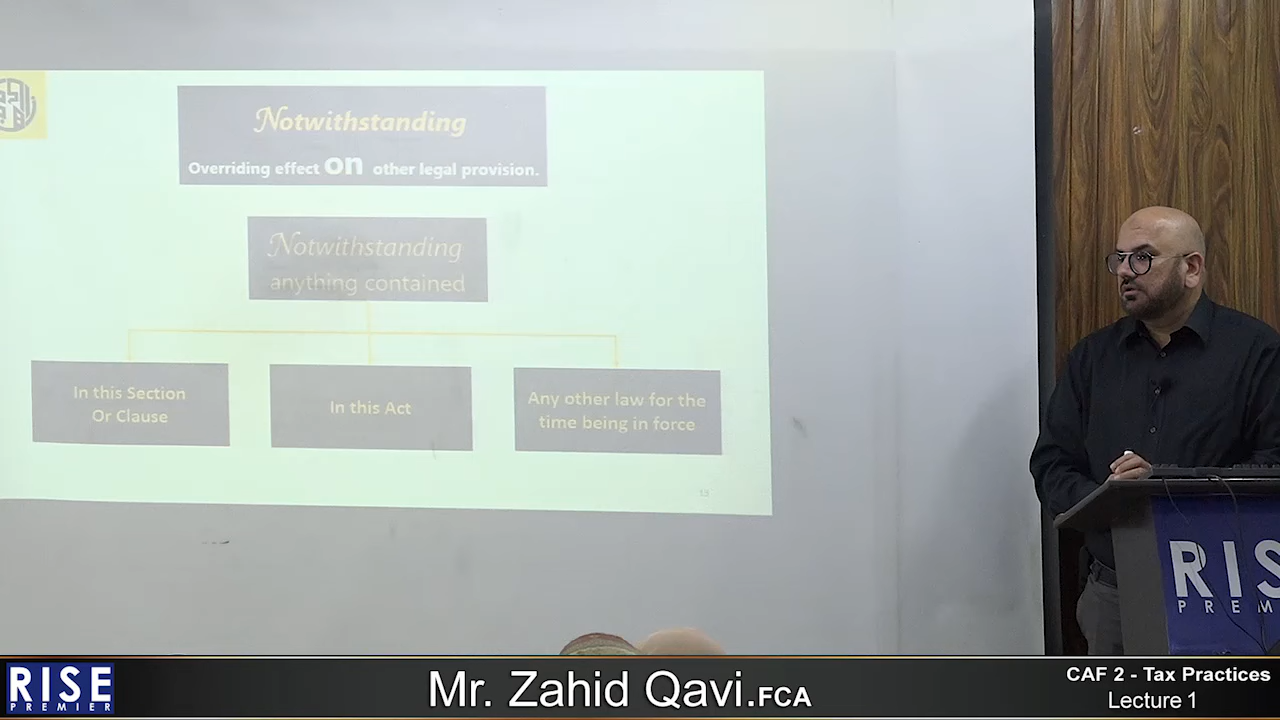 Notwithstanding
Overriding effect on other legal provision.
Notwithstanding
anything contained
In this Section
Or Clause
In this Act
Any other law for the
time being in force
13
RIS
PREM
RISE
PREMIER
Mr. Zahid Qavi.FCA
CAF 2 - Tax Practices
Lecture 1